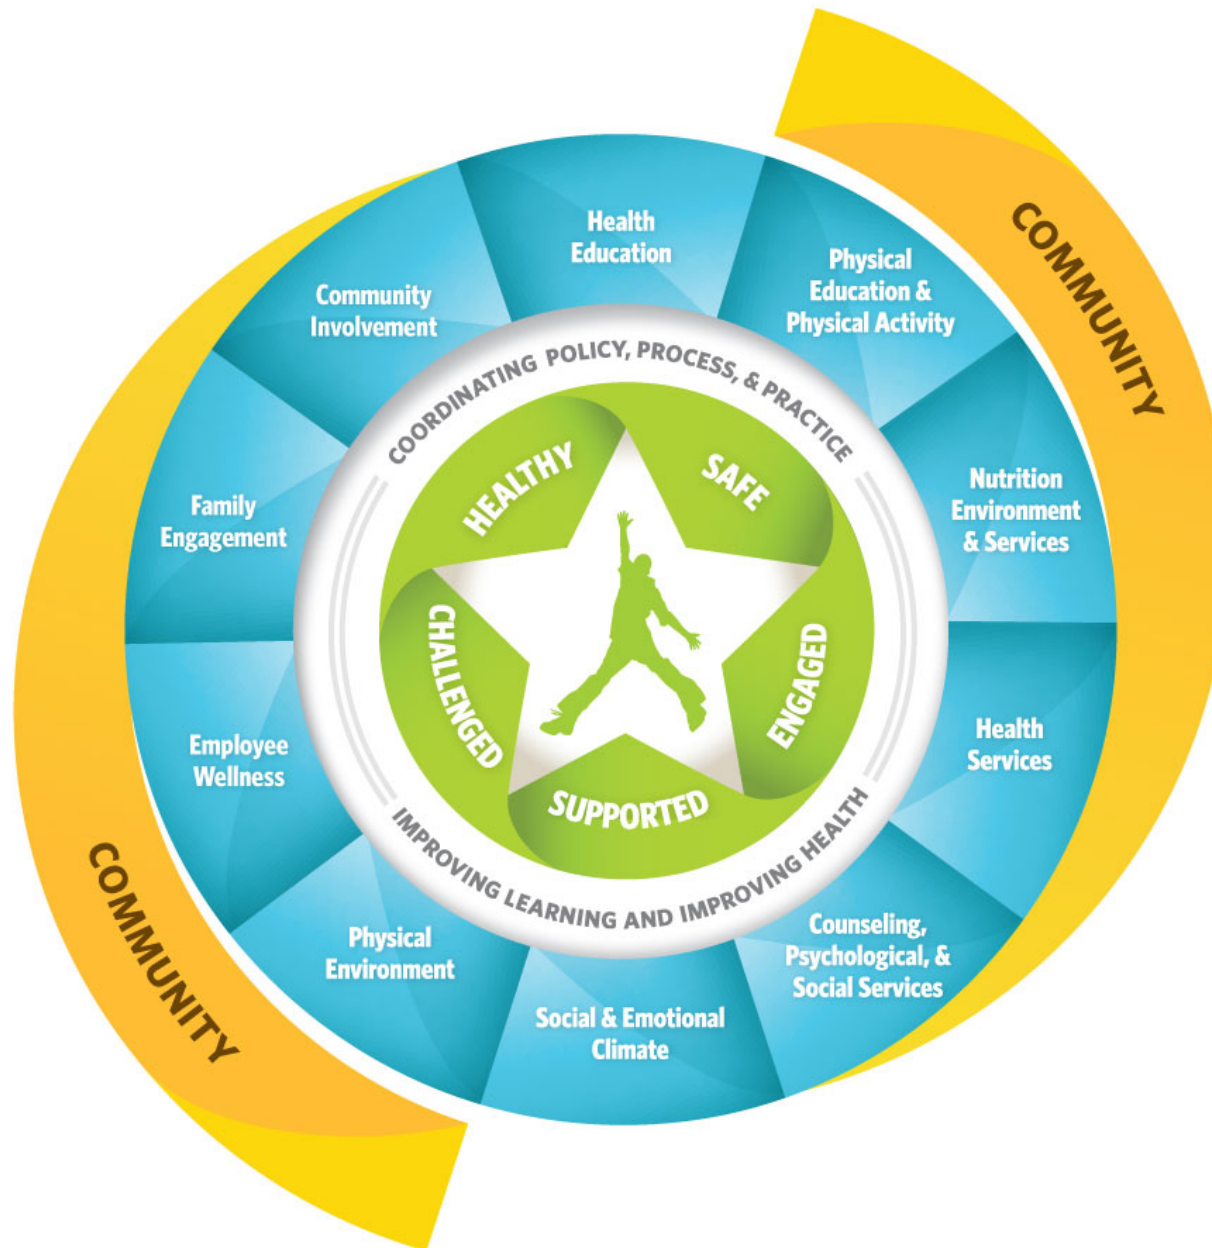 COMMUNITY
Health
Education
Physical
Education &
Physical Activity
Nutrition
Environment
& Services
Health
Services
Counseling,
Psychological, &
Social Services
Social & Emotional
Climate
Physical
Environment
Employee
Wellness
Family
Engagement
Community
Involvement
COORDINATING POLICY, PROCESS, & PRACTICE
IMPROVING LEARNING AND IMPROVING HEALTH
HEALTHY
SAFE
ENGAGED
SUPPORTED
CHALLENGED
COMMUNITY